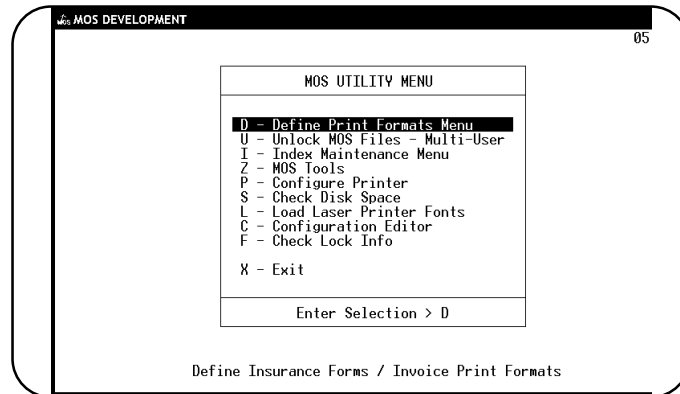 MOS MOS DEVELOPMENT
05
MOS UTILITY MENU
D - Define Print Formats Menu
U - Unlock MOS Files - Multi-User
I - Index Maintenance Menu
Z - MOS Tools
P - Configure Printer
S - Check Disk Space
L - Load Laser Printer Fonts
C - Configuration Editor
F - Check Lock Info
X - Exit
Enter Selection > D
Define Insurance Forms / Invoice Print Formats